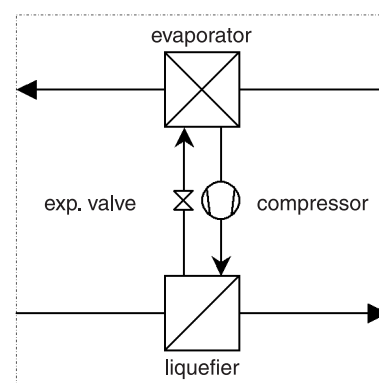 evaporator
exp. valve
compressor
liquefier